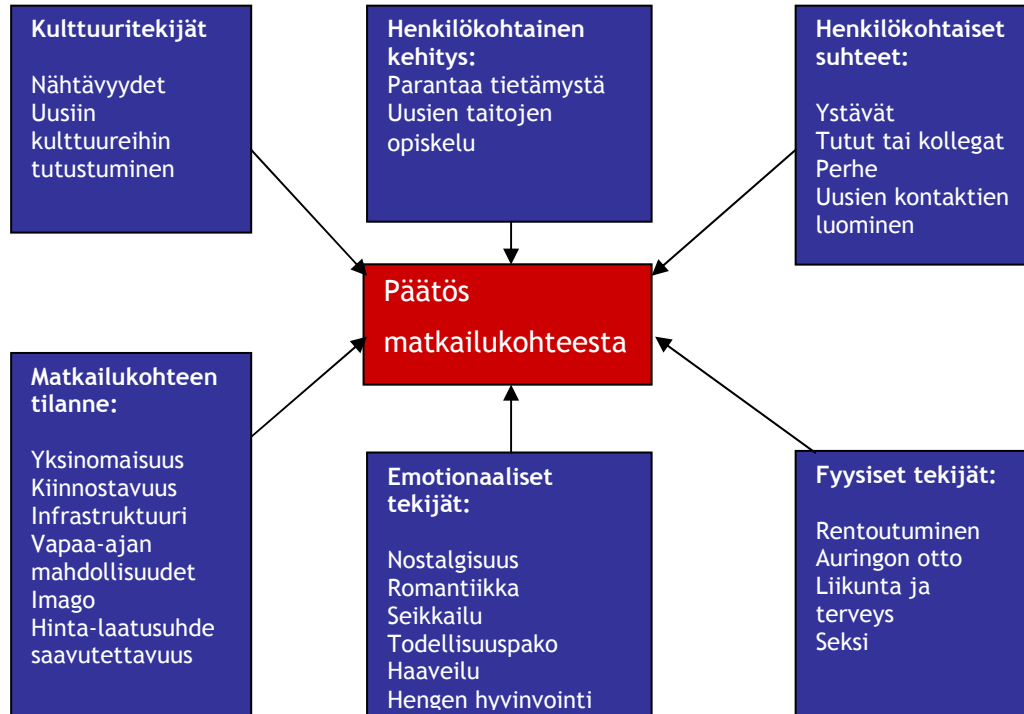 Kulttuuritekijät
Nähtävyydet
Uusiin
kulttuureihin
tutustuminen
Henkilökohtainen
kehitys:
Parantaa tietämystä
Uusien taitojen
opiskelu
Henkilökohtaiset
suhteet:
Ystävät
Tutut tai kollegat
Perhe
Uusien kontaktien
luominen
Päätös
matkailukohteesta
Matkailukohteen
tilanne:
Yksinomaisuus
Kiinnostavuus
Infrastruktuuri
Vapaa-ajan
mahdollisuudet
Imago
Hinta-laatusuhde
saavutettavuus
Emotionaaliset
tekijät:
Nostalgisuus
Romantiikka
Seikkailu
Todellisuuspako
Haaveilu
Hengen hyvinvointi
Fyysiset tekijät:
Rentoutuminen
Auringon otto
Liikunta ja
terveys
Seksi